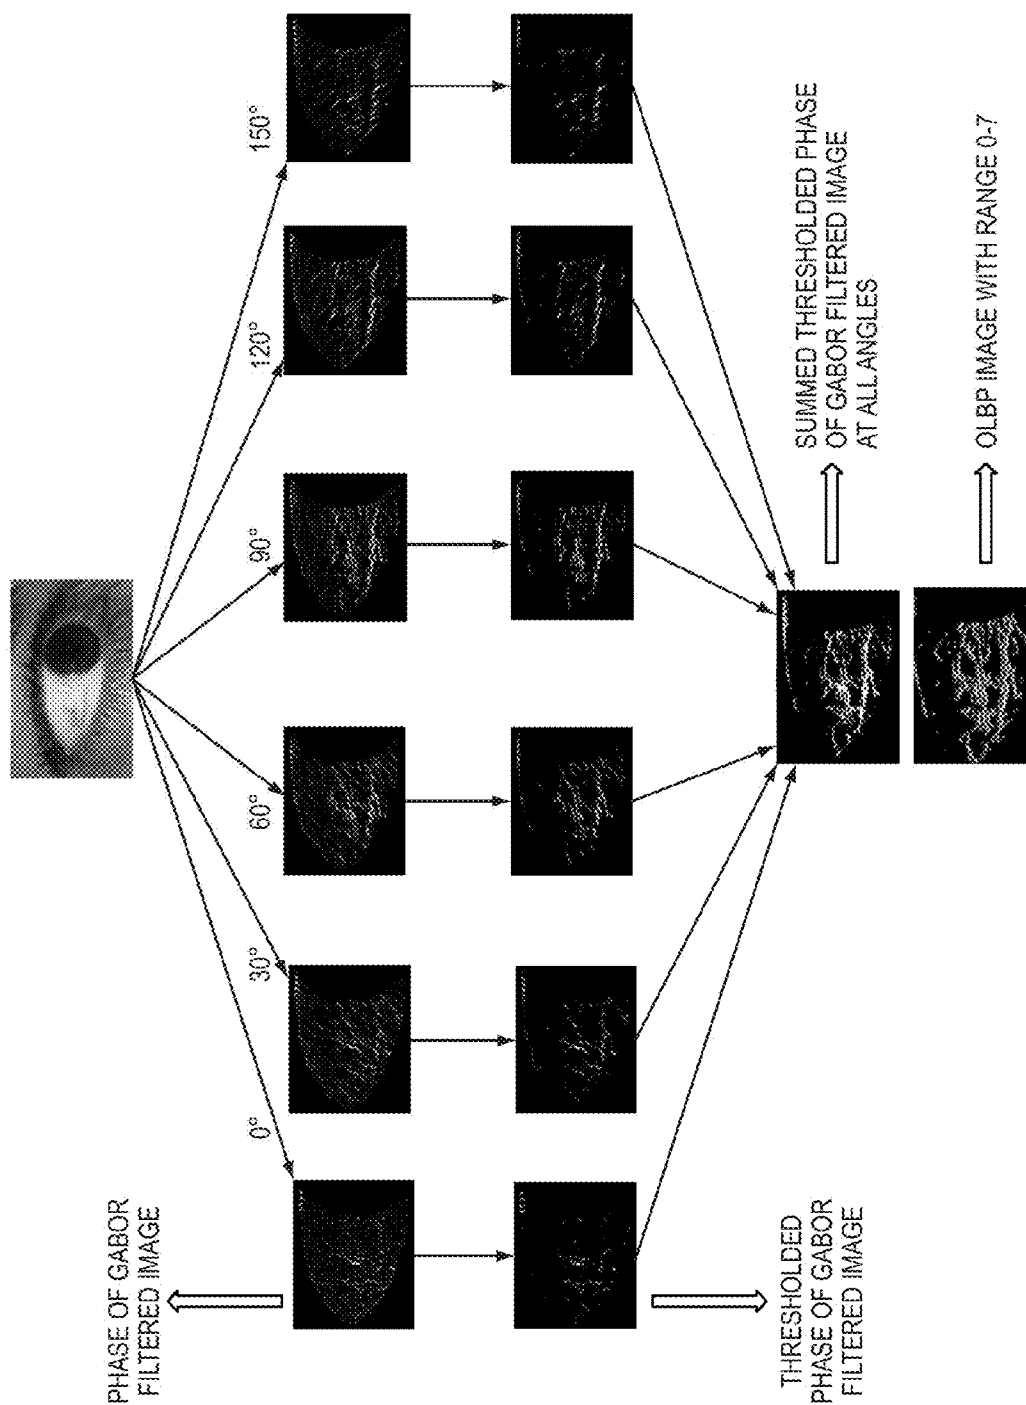 PHASE OF GABOR
FILTERED IMAGE
0°
30°
60°
90°
120°
150°
THRESHOLDED
PHASE OF GABOR
FILTERED IMAGE
SUMMED THRESHOLDED PHASE
OF GABOR FILTERED IMAGE
AT ALL ANGLES
OLBP IMAGE WITH RANGE 0-7